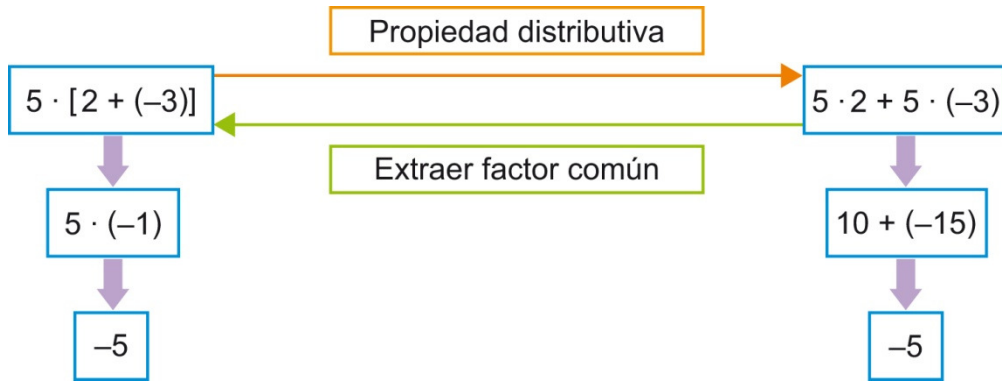 Propiedad distributiva
5 · [2 + (–3)]
5 · 2 + 5 · (–3)
Extraer factor común
5 · (–1)
10 + (–15)
–5
–5